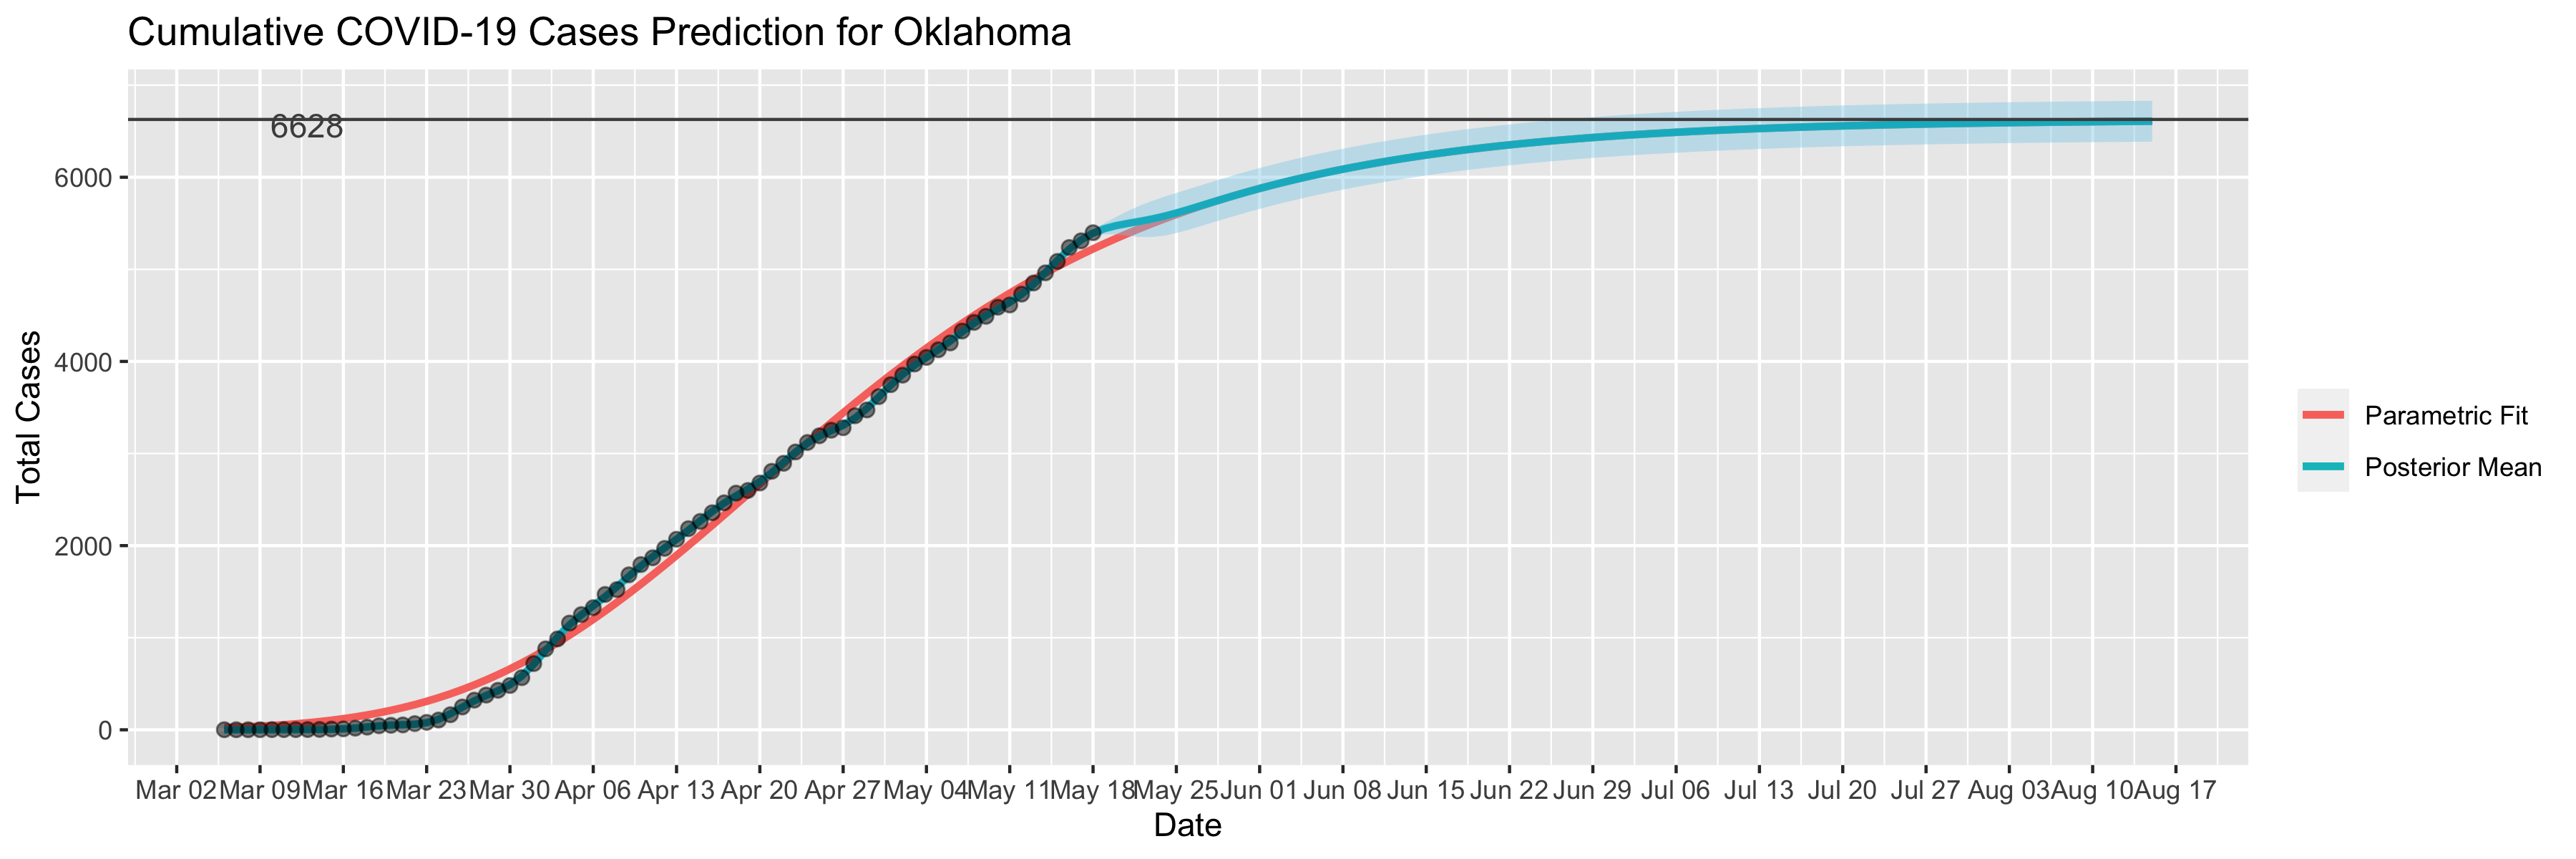 Cumulative COVID-19 Cases Prediction for Oklahoma
6628
6000
4000
2000
0
Total Cases
Mar 02 Mar 09 Mar 16 Mar 23 Mar 30 Apr 06 Apr 13 Apr 20 Apr 27 May 04 May 11 May 18 May 25 Jun 01 Jun 08 Jun 15 Jun 22 Jun 29 Jul 06 Jul 13 Jul 20 Jul 27 Aug 03 Aug 10 Aug 17
Date
Parametric Fit
Posterior Mean